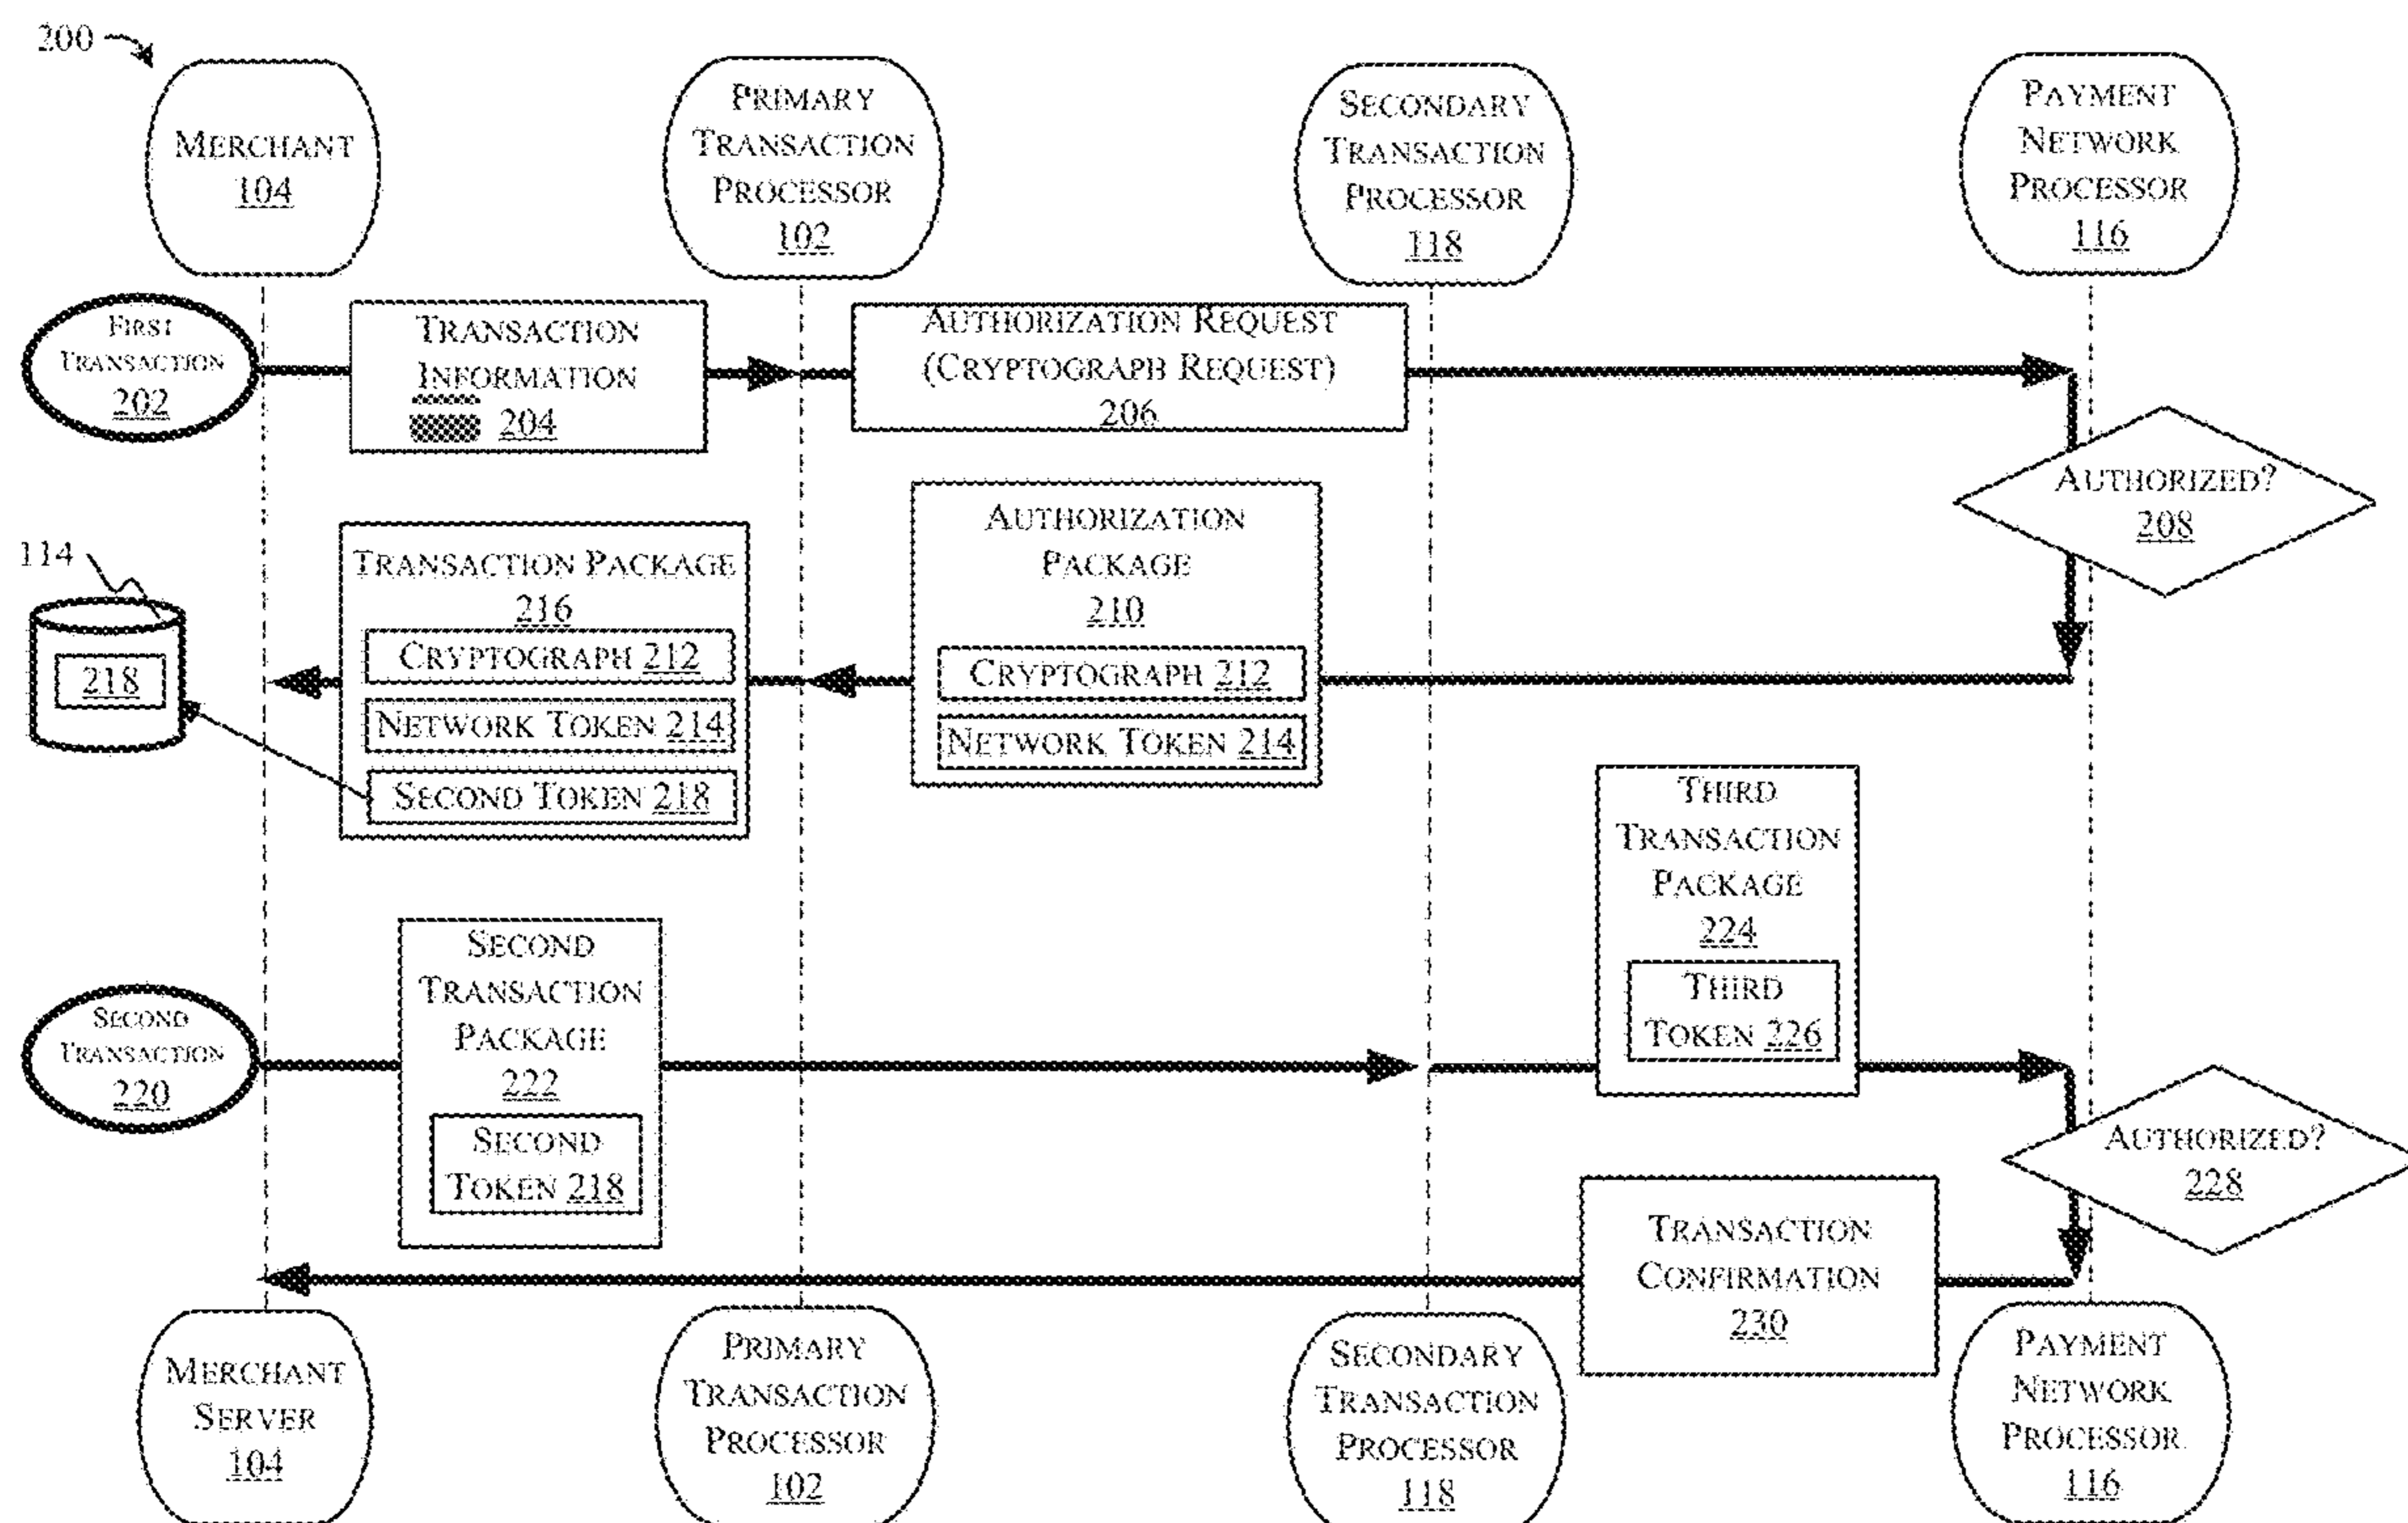 200
MERCHANT
104
PRIMARY
TRANSACTION
PROCESSOR
102
SECONDARY
TRANSACTION
PROCESSOR
118
PAYMENT
NETWORK
PROCESSOR
116
FIRST
TRANSACTION
202
TRANSACTION
INFORMATION
204
AUTHORIZATION REQUEST
(CRYPTOGRAPH REQUEST)
206
AUTHORIZED?
208
114
218
TRANSACTION PACKAGE
216
CRYPTOGRAPH 212
NETWORK TOKEN 214
SECOND TOKEN 218
AUTHORIZATION
PACKAGE
210
CRYPTOGRAPH 212
NETWORK TOKEN 214
SECOND
TRANSACTION
220
SECOND
TRANSACTION
PACKAGE
222
SECOND
TOKEN 218
THIRD
TRANSACTION
PACKAGE
224
THIRD
TOKEN 226
AUTHORIZED?
228
TRANSACTION
CONFIRMATION
230
MERCHANT
SERVER
104
PRIMARY
TRANSACTION
PROCESSOR
102
SECONDARY
TRANSACTION
PROCESSOR
118
PAYMENT
NETWORK
PROCESSOR
116